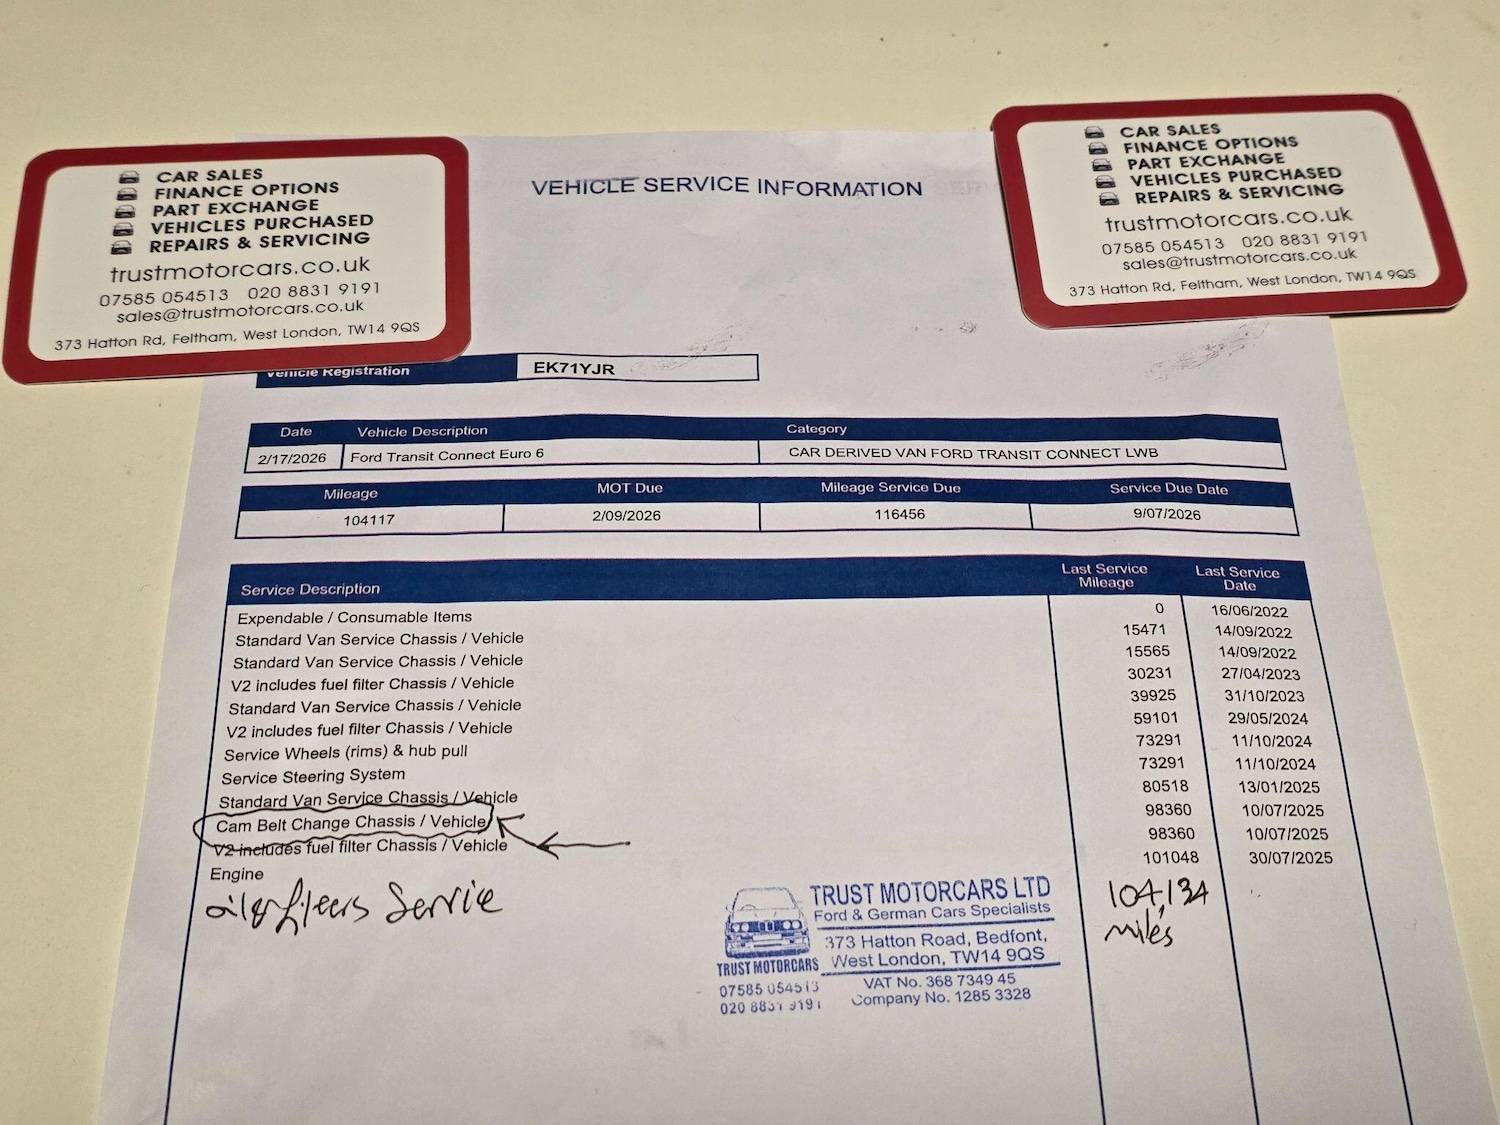 CAR SALES
FINANCE OPTIONS
PART EXCHANGE
VEHICLES PURCHASED
REPAIRS & SERVICING
trustmotorcars.co.uk
07585 054513 020 8831 9191
sales@trustmotorcars.co.uk
373 Hatton Rd, Feltham, West London, TW14 9QS
CAR SALES
FINANCE OPTIONS
PART EXCHANGE
VEHICLES PURCHASED
REPAIRS & SERVICING
trustmotorcars.co.uk
07585 054513 020 8831 9191
sales@trustmotorcars.co.uk
373 Hatton Rd, Feltham, West London, TW14 9QS
VEHICLE SERVICE INFORMATION
Vehicle Registration EK71YJR
Date Vehicle Description Category
2/17/2026 Ford Transit Connect Euro 6 CAR DERIVED VAN FORD TRANSIT CONNECT LWB
Mileage MOT Due Mileage Service Due Service Due Date
104117 2/09/2026 116456 9/07/2026
Service Description Last Service Mileage Last Service Date
Expendable / Consumable Items 0 16/06/2022
Standard Van Service Chassis / Vehicle 15471 14/09/2022
Standard Van Service Chassis / Vehicle 15565 14/09/2022
V2 includes fuel filter Chassis / Vehicle 30231 27/04/2023
Standard Van Service Chassis / Vehicle 39925 31/10/2023
V2 includes fuel filter Chassis / Vehicle 59101 29/05/2024
Service Wheels (rims) & hub pull 73291 11/10/2024
Service Steering System 73291 11/10/2024
Standard Van Service Chassis / Vehicle 80518 13/01/2025
Cam Belt Change Chassis / Vehicle 98360 10/07/2025
V2 includes fuel filter Chassis / Vehicle 98360 10/07/2025
Engine 101048 30/07/2025
Service 104,134
miles
TRUST MOTORCARS LTD
Ford & German Cars Specialists
373 Hatton Road, Bedfont,
West London, TW14 9QS
VAT No. 368 7349 45
Company No. 1285 3328
TRUST MOTORCARS
07585 054513
020 8831 9191